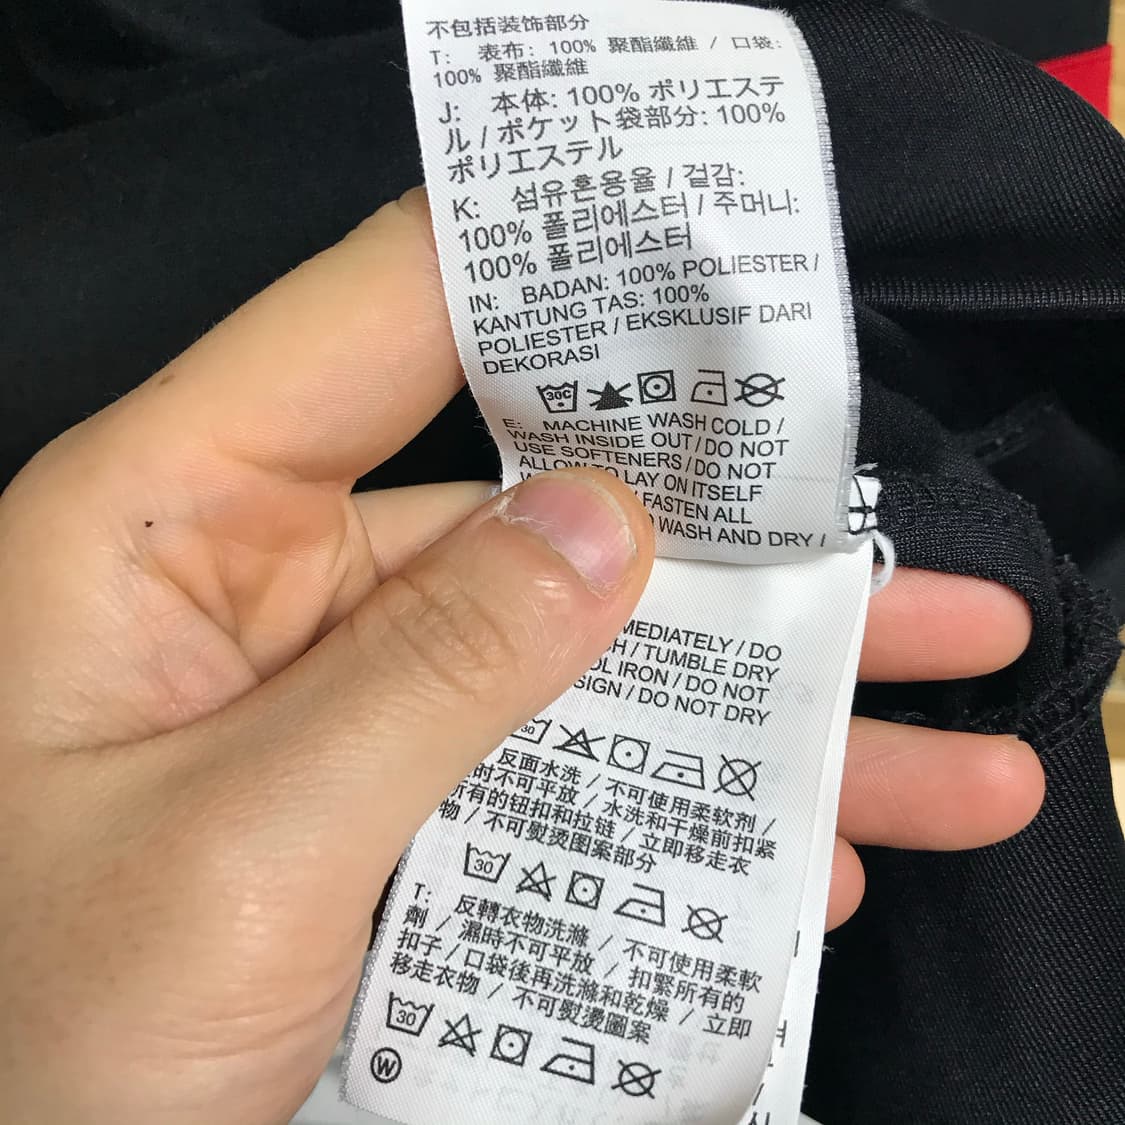 不包括装饰部分
T: 表布: 100% 聚酯纖維 / 口袋:
100% 聚酯纖維
J: 本体: 100% ポリエステ
ル / ポケット袋部分: 100%
ポリエステル
K: 섬유혼용율 / 겉감:
100% 폴리에스터 / 주머니:
100% 폴리에스터
IN: BADAN: 100% POLIESTER /
KANTUNG TAS: 100%
POLIESTER / EKSKLUSIF DARI
DEKORASI
30C
E: MACHINE WASH COLD /
WASH INSIDE OUT / DO NOT
USE SOFTENERS / DO NOT
ALLOW TO LAY ON ITSELF
/ FASTEN ALL
WASH AND DRY /
/ DO
/ TUMBLE DRY
IRON / DO NOT
/ DO NOT DRY
30
反面水洗 / 不可使用柔软剂 /
时不可平放 / 水洗和干燥前扣紧
所有的钮扣和拉链 / 立即移走衣
物 / 不可熨烫图案部分
30
T: 反轉衣物洗滌 / 不可使用柔軟
劑 / 濕時不可平放 / 扣緊所有的
扣子 / 口袋後再洗滌和乾燥 / 立即
移走衣物 / 不可熨燙圖案
30
W